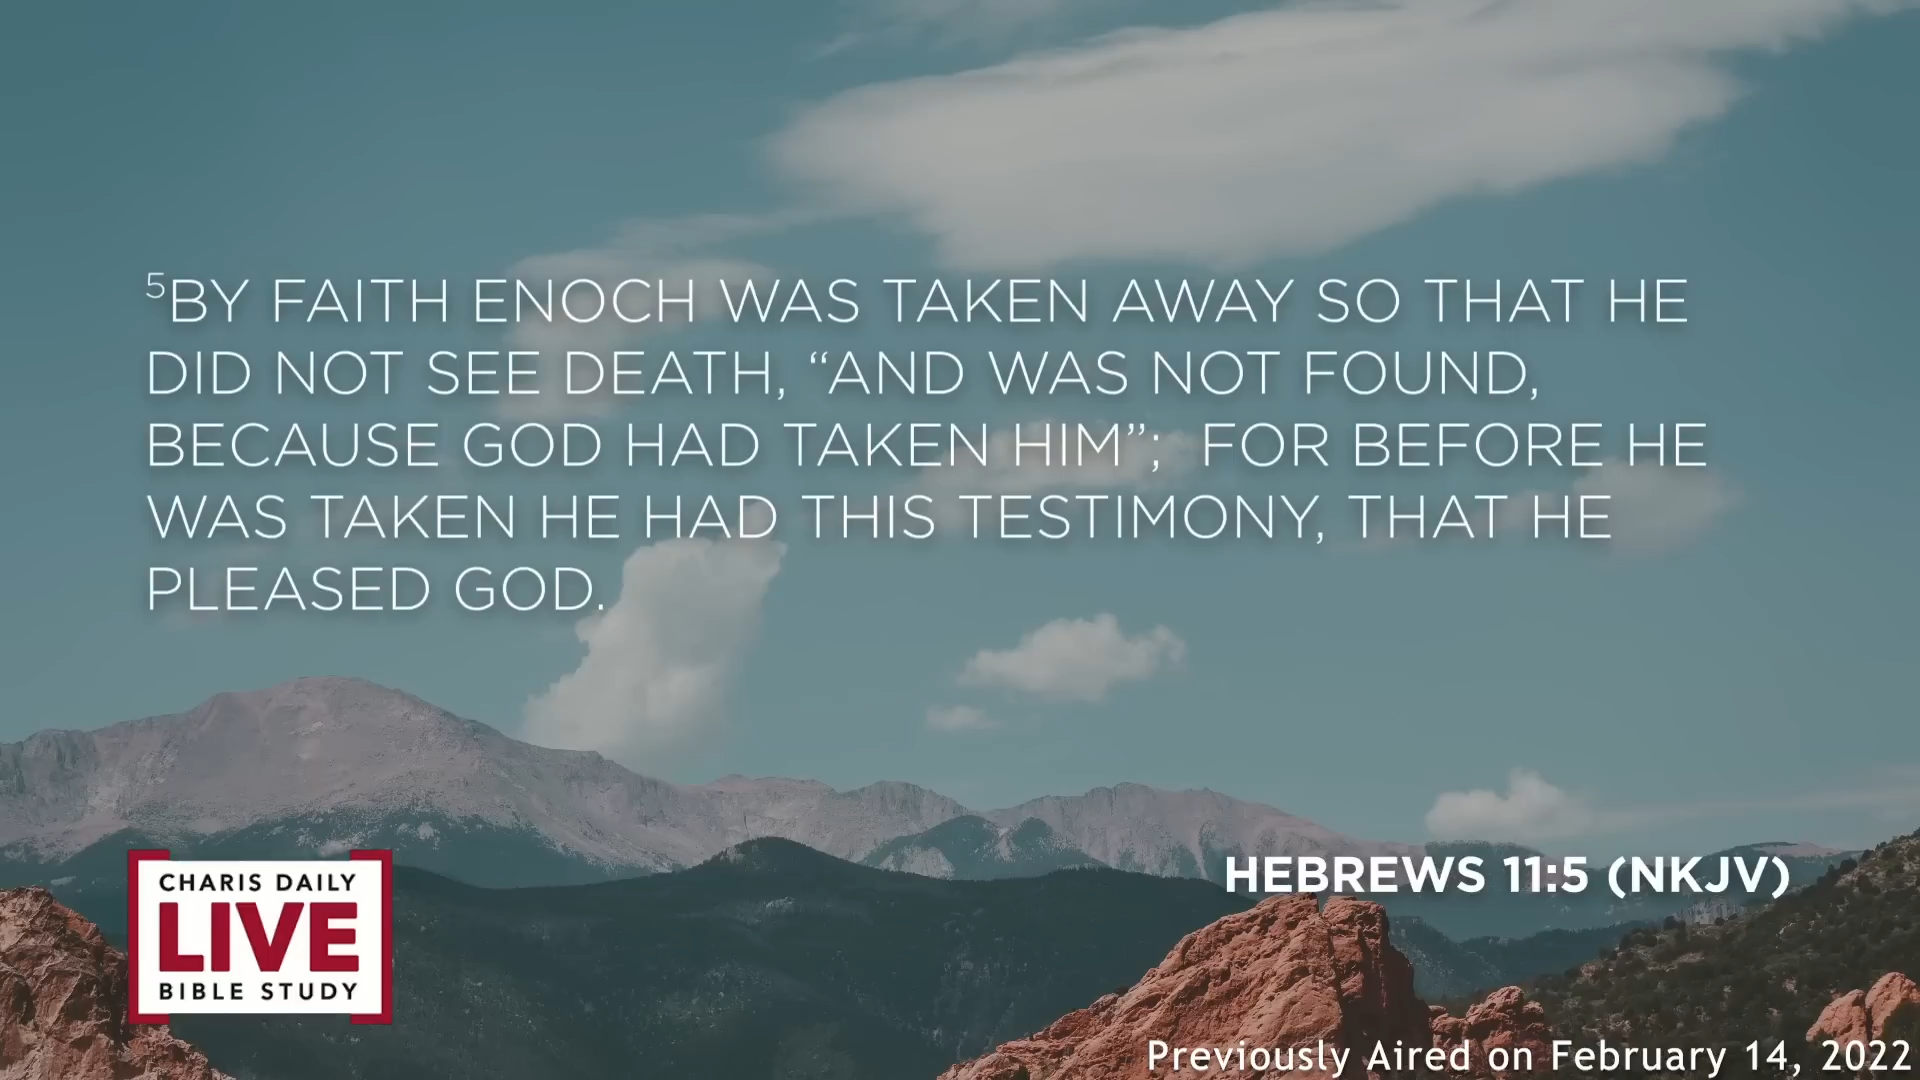 ⁵BY FAITH ENOCH WAS TAKEN AWAY SO THAT HE
DID NOT SEE DEATH, “AND WAS NOT FOUND,
BECAUSE GOD HAD TAKEN HIM”; FOR BEFORE HE
WAS TAKEN HE HAD THIS TESTIMONY, THAT HE
PLEASED GOD.
HEBREWS 11:5 (NKJV)
CHARIS DAILY
LIVE
BIBLE STUDY
Previously Aired on February 14, 2022